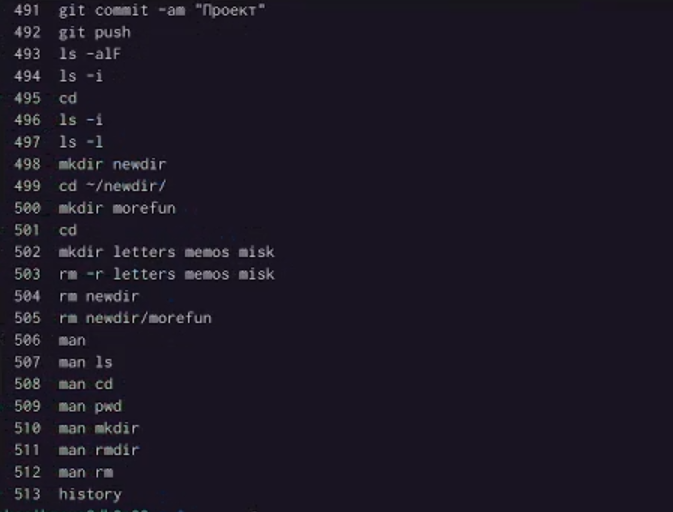 491 git commit -am "Проект"
492 git push
493 ls -alF
494 ls -i
495 cd
496 ls -i
497 ls -l
498 mkdir newdir
499 cd ~/newdir/
500 mkdir morefun
501 cd
502 mkdir letters memos misk
503 rm -r letters memos misk
504 rm newdir
505 rm newdir/morefun
506 man
507 man ls
508 man cd
509 man pwd
510 man mkdir
511 man rmdir
512 man rm
513 history